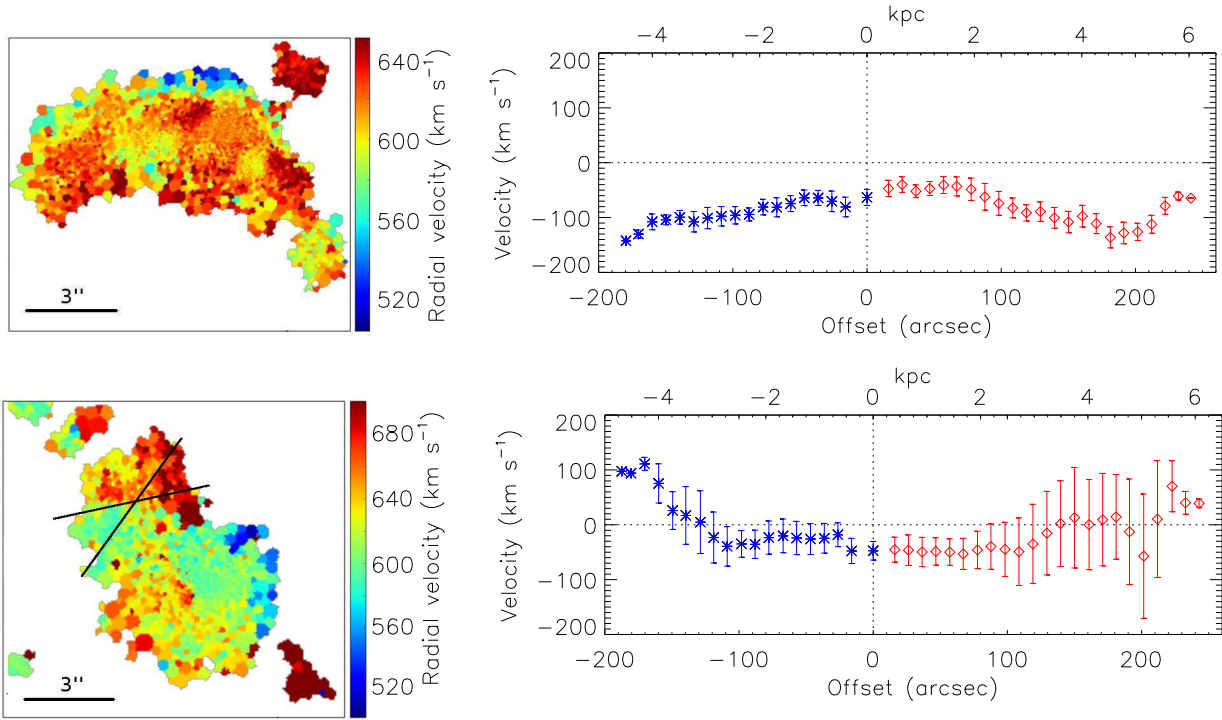 640
600
560
520
Radial velocity (km s⁻¹)
3''
kpc
−4 −2 0 2 4 6
200
100
0
−100
−200
Velocity (km s⁻¹)
−200 −100 0 100 200
Offset (arcsec)
680
640
600
560
520
Radial velocity (km s⁻¹)
3''
kpc
−4 −2 0 2 4 6
200
100
0
−100
−200
Velocity (km s⁻¹)
−200 −100 0 100 200
Offset (arcsec)